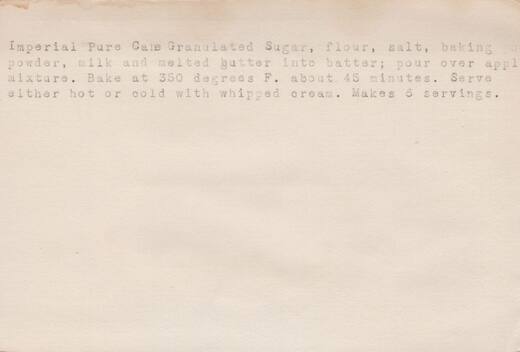 Imperial Pure Cane Granulated Sugar, flour, salt, baking
powder, milk and melted butter into batter; pour over appl
mixture. Bake at 350 degrees F. about 45 minutes. Serve
either hot or cold with whipped cream. Makes 6 servings.